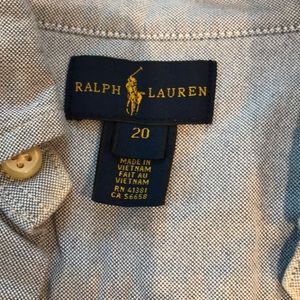 RALPH LAUREN
20
MADE IN
VIETNAM
FAIT AU
VIETNAM
RN 41381
CA 56658